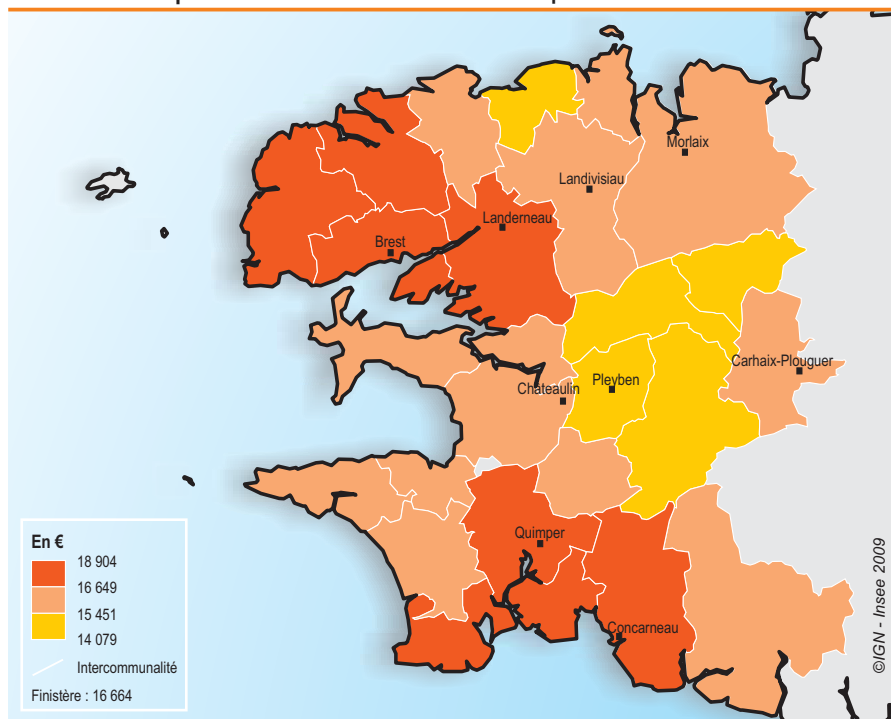 Morlaix
Landivisiau
Landerneau
Brest
Carhaix-Plouguer
Pleyben
Chateaulin
Quimper
Concarneau
En €
18 904
16 649
15 451
14 079
Intercommunalité
Finistère : 16 664
©IGN - Insee 2009